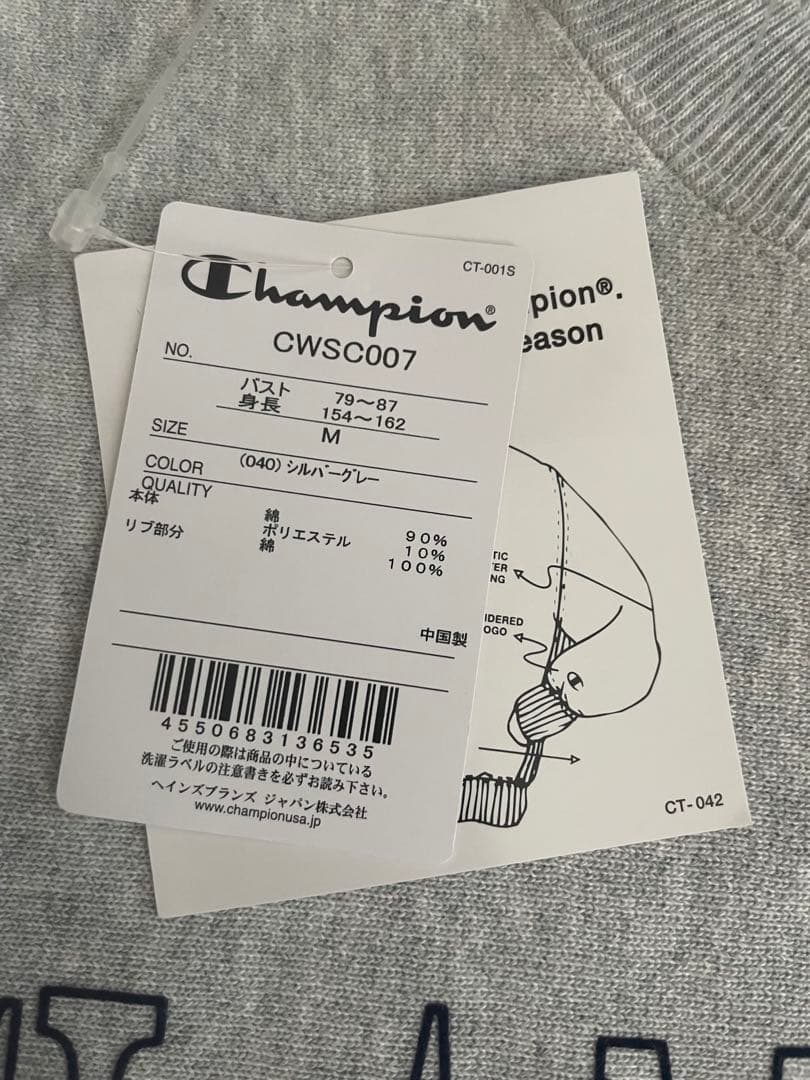 CT-001S
Champion®
NO. CWSC007
バスト 79〜87
身長 154〜162
SIZE M
COLOR (040)シルバーグレー
QUALITY
本体 綿 90%
ポリエステル 10%
リブ部分 綿 100%
中国製
4550683136535
ご使用の際は商品の中についている
洗濯ラベルの注意書きを必ずお読み下さい。
ヘインズブランズ ジャパン株式会社
www.championusa.jp
pion®.
eason
TIC
ER
NG
IDERED
OGO
CT-042